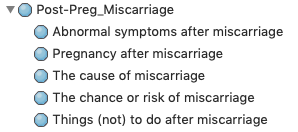 Post-Preg_Miscarriage
Abnormal symptoms after miscarriage
Pregnancy after miscarriage
The cause of miscarriage
The chance or risk of miscarriage
Things (not) to do after miscarriage